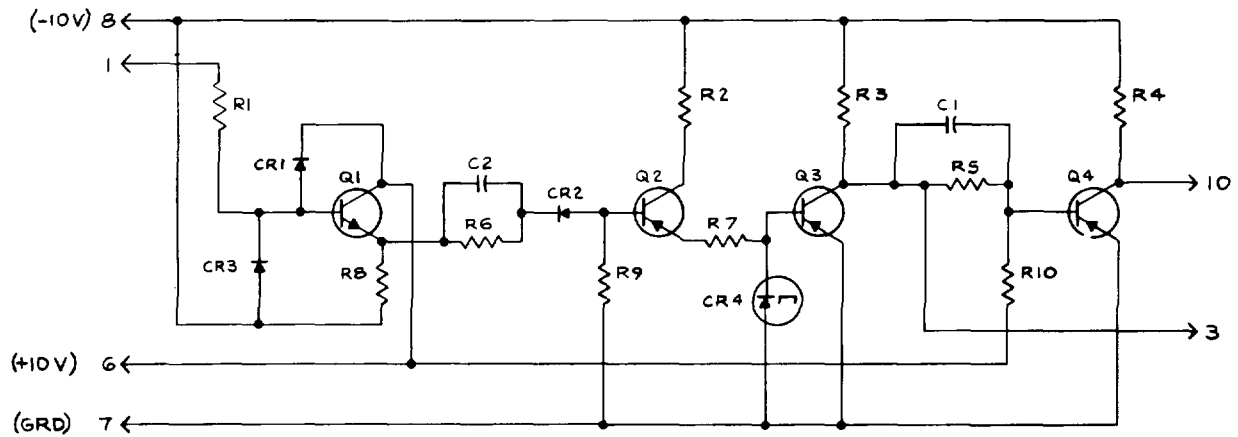 (-10V) 8
1
R1
R2
R3
C1
R4
CR1
Q1
C2
CR2
Q2
Q3
R5
Q4
10
R6
R7
CR3
R8
R9
CR4
R10
3
(+10V) 6
(GRD) 7